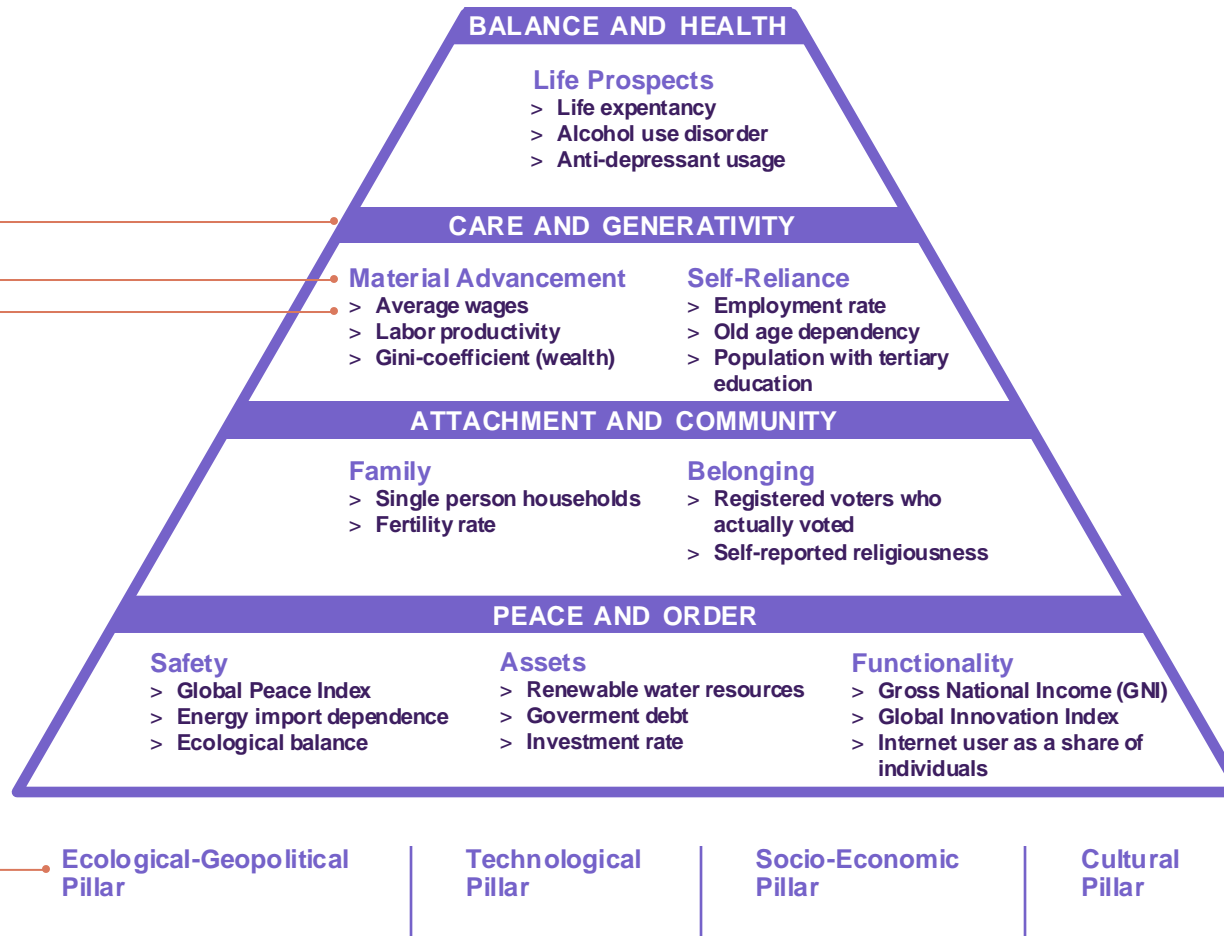 BALANCE AND HEALTH
Life Prospects
> Life expentancy
> Alcohol use disorder
> Anti-depressant usage
CARE AND GENERATIVITY
Material Advancement
> Average wages
> Labor productivity
> Gini-coefficient (wealth)
Self-Reliance
> Employment rate
> Old age dependency
> Population with tertiary
education
ATTACHMENT AND COMMUNITY
Family
> Single person households
> Fertility rate
Belonging
> Registered voters who
actually voted
> Self-reported religiousness
PEACE AND ORDER
Safety
> Global Peace Index
> Energy import dependence
> Ecological balance
Assets
> Renewable water resources
> Goverment debt
> Investment rate
Functionality
> Gross National Income (GNI)
> Global Innovation Index
> Internet user as a share of
individuals
Ecological-Geopolitical
Pillar
Technological
Pillar
Socio-Economic
Pillar
Cultural
Pillar